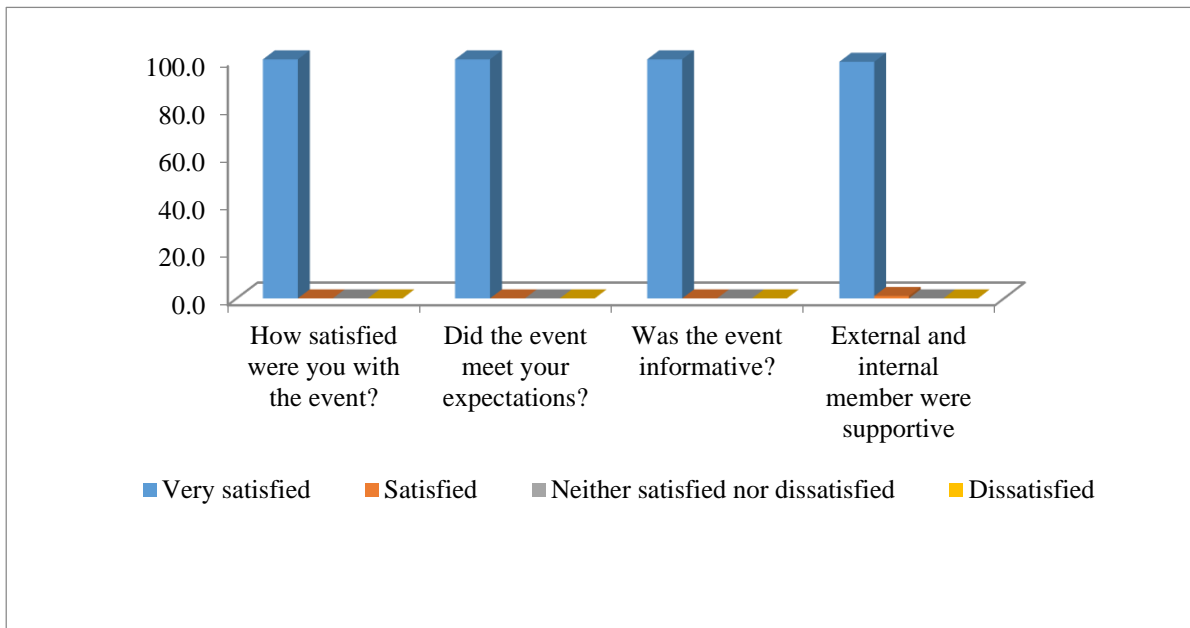 100.0
80.0
60.0
40.0
20.0
0.0
How satisfied
were you with
the event?
Did the event
meet your
expectations?
Was the event
informative?
External and
internal
member were
supportive
Very satisfied
Satisfied
Neither satisfied nor dissatisfied
Dissatisfied